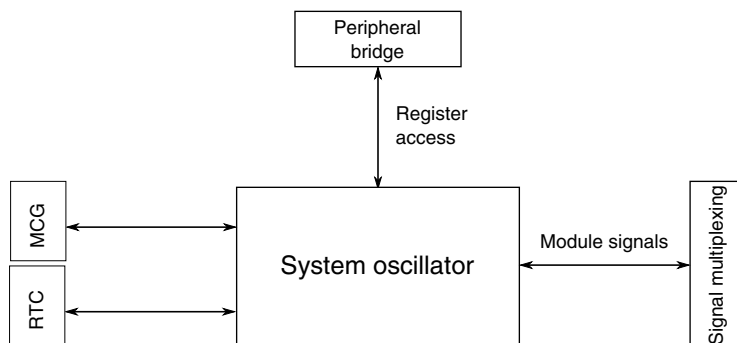 Peripheral
bridge
Register
access
MCG
System oscillator
Module signals
Signal multiplexing
RTC